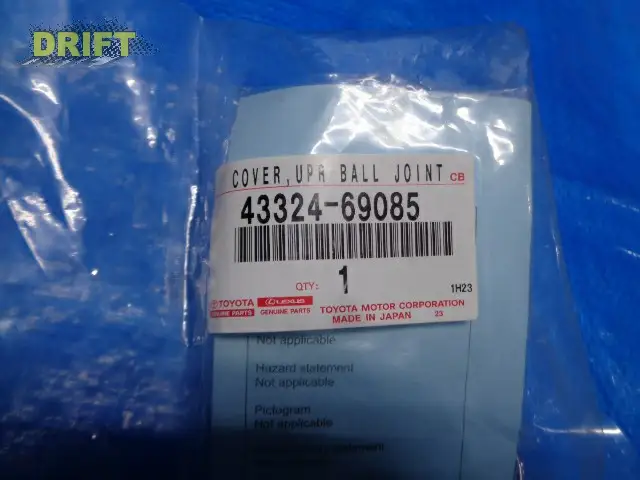 DRIFT
COVER, UPR BALL JOINT CB
43324-69085
QTY: 1
1H23
TOYOTA LEXUS
GENUINE PARTS GENUINE PARTS
TOYOTA MOTOR CORPORATION
MADE IN JAPAN 23
Not applicable
Hazard statement
Not applicable
Pictogram
Not applicable
statement